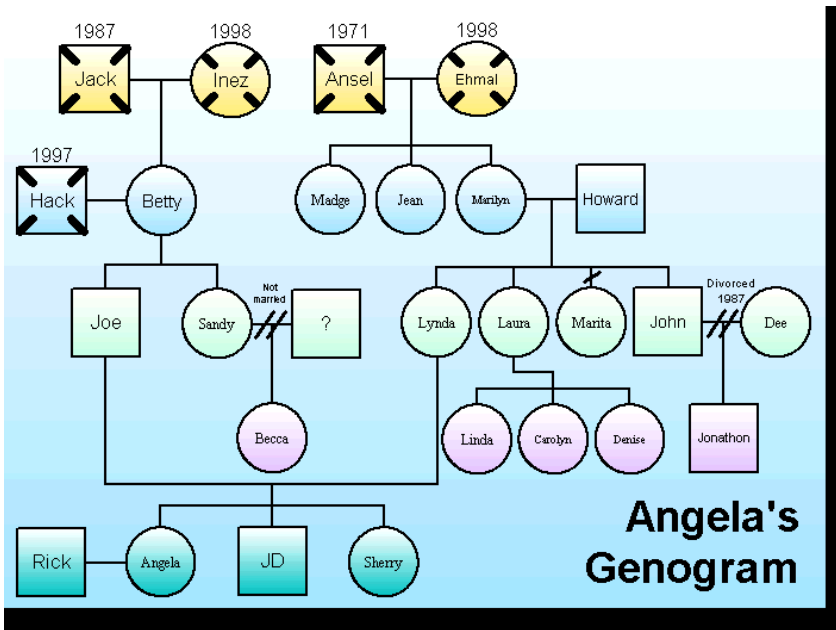 1987
1998
1971
1998
Jack
Inez
Ansel
Ehmal
1997
Hack
Betty
Madge
Jean
Marilyn
Howard
Not
married
Divorced
1987
Joe
Sandy
?
Lynda
Laura
Marita
John
Dee
Becca
Linda
Carolyn
Denise
Jonathon
Angela's
Genogram
Rick
Angela
JD
Sherry